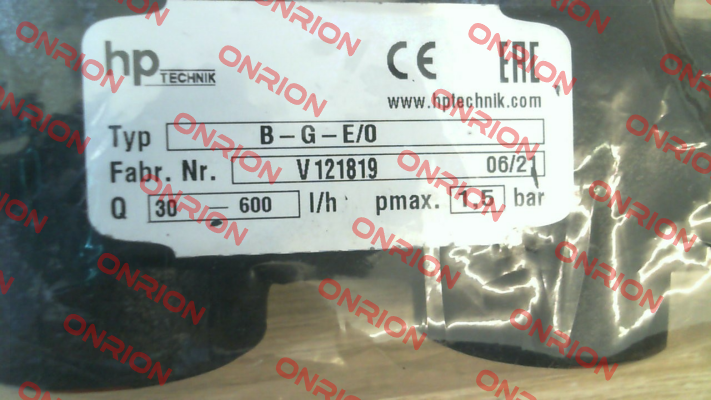 hp TECHNIK CE EAC
www.hptechnik.com
Typ B-G-E/0
Fabr. Nr. V121819 06/21
Q 30 - 600 l/h pmax. 1,5 bar
ONRION